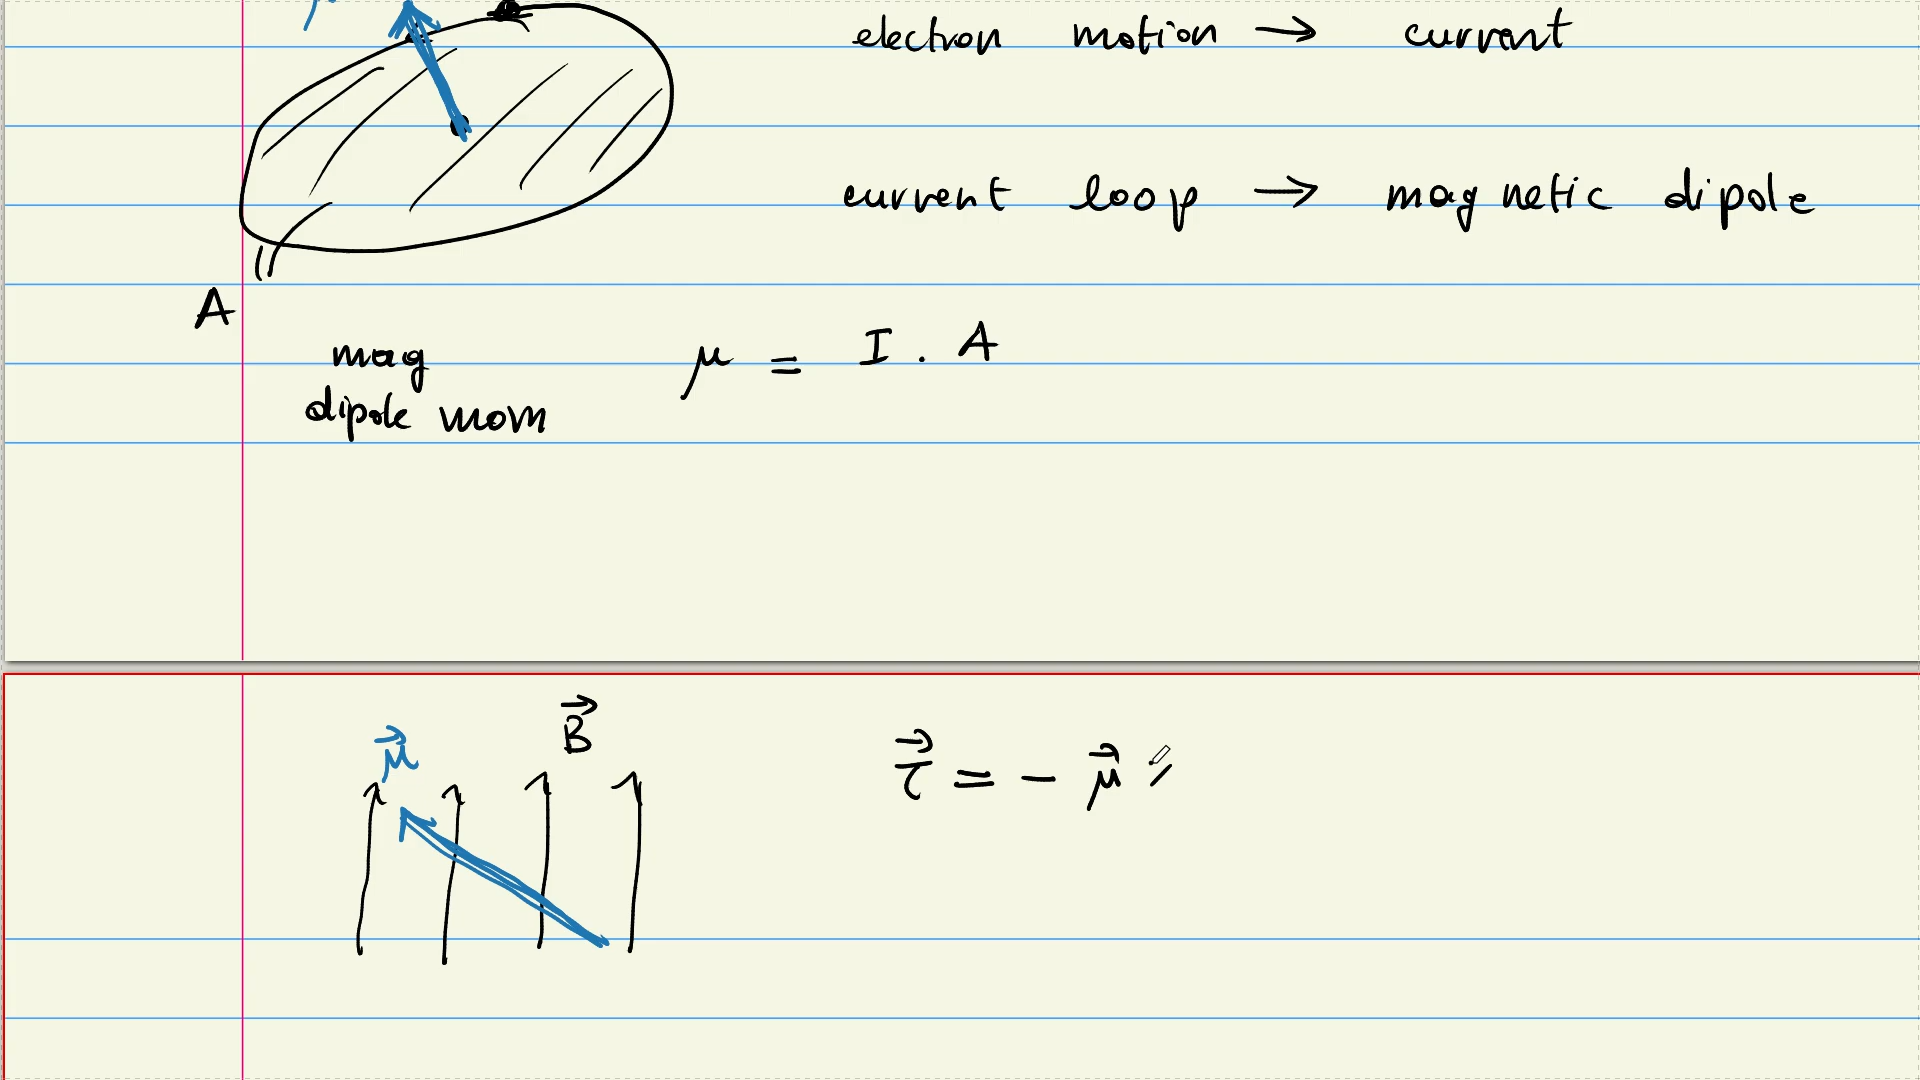 electron motion → current
current loop → magnetic dipole
A
mag
dipole mom
μ = I . A
μ⃗
B⃗
τ⃗ = - μ⃗